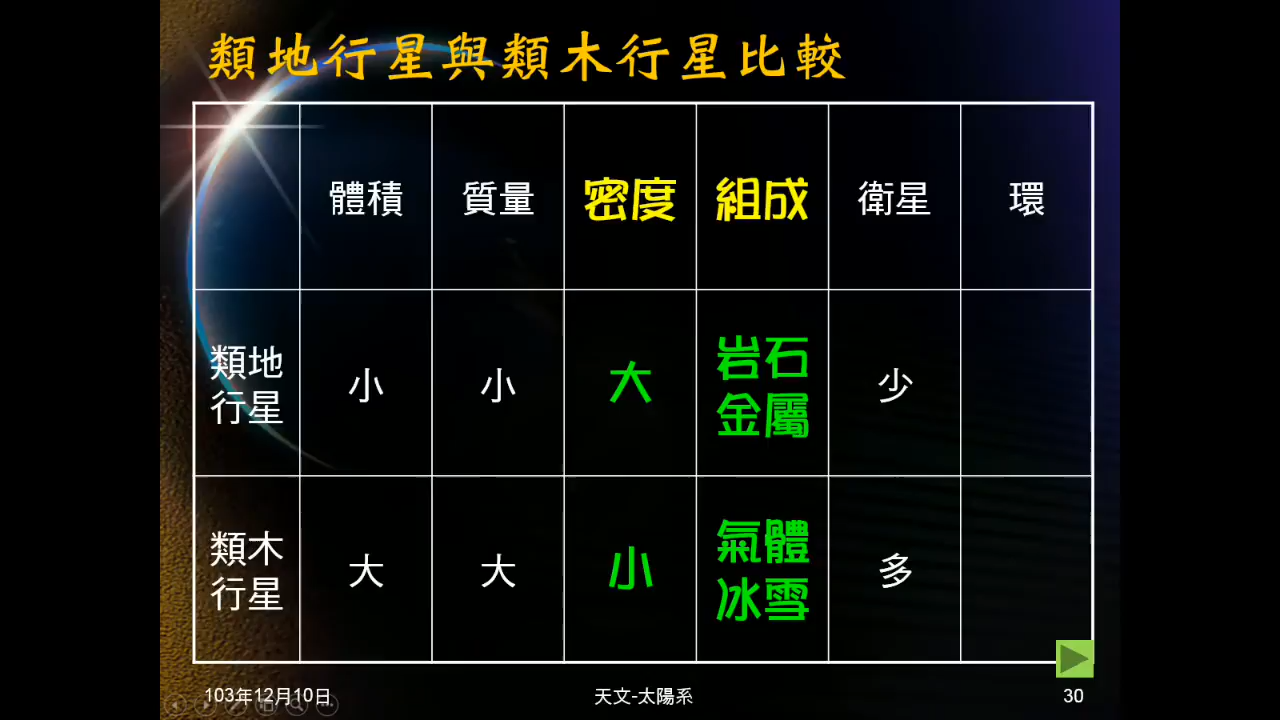 類地行星與類木行星比較
體積 質量 密度 組成 衛星 環
類地行星 小 小 大 岩石金屬 少
類木行星 大 大 小 氣體冰雪 多
103年12月10日 天文-太陽系 30